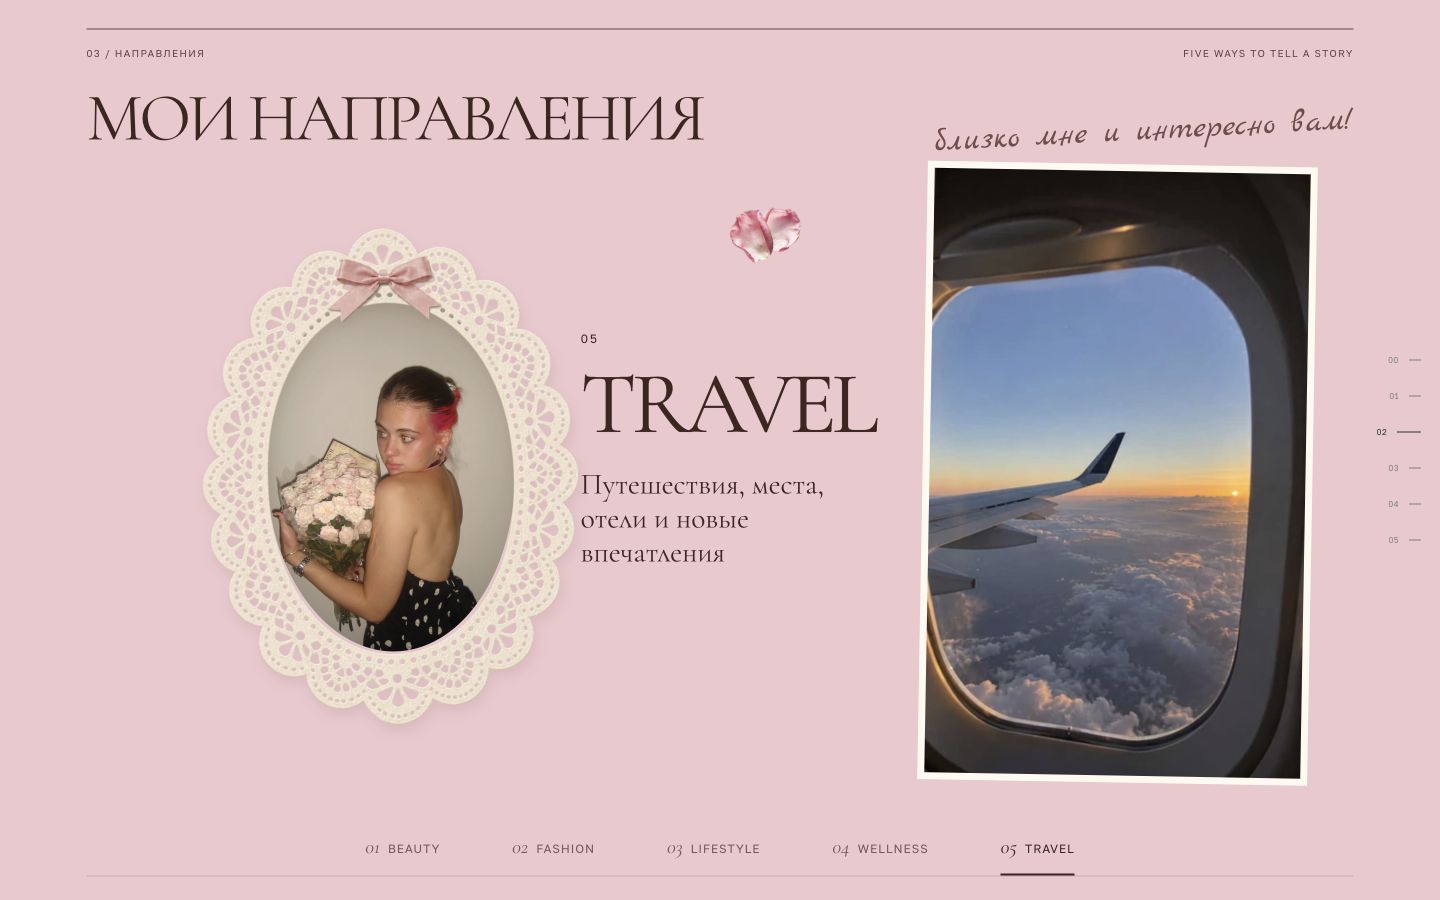 03 / НАПРАВЛЕНИЯ
FIVE WAYS TO TELL A STORY
МОИ НАПРАВЛЕНИЯ
близко мне и интересно вам!
05
TRAVEL
Путешествия, места,
отели и новые
впечатления
00
01
02
03
04
05
01 BEAUTY
02 FASHION
03 LIFESTYLE
04 WELLNESS
05 TRAVEL